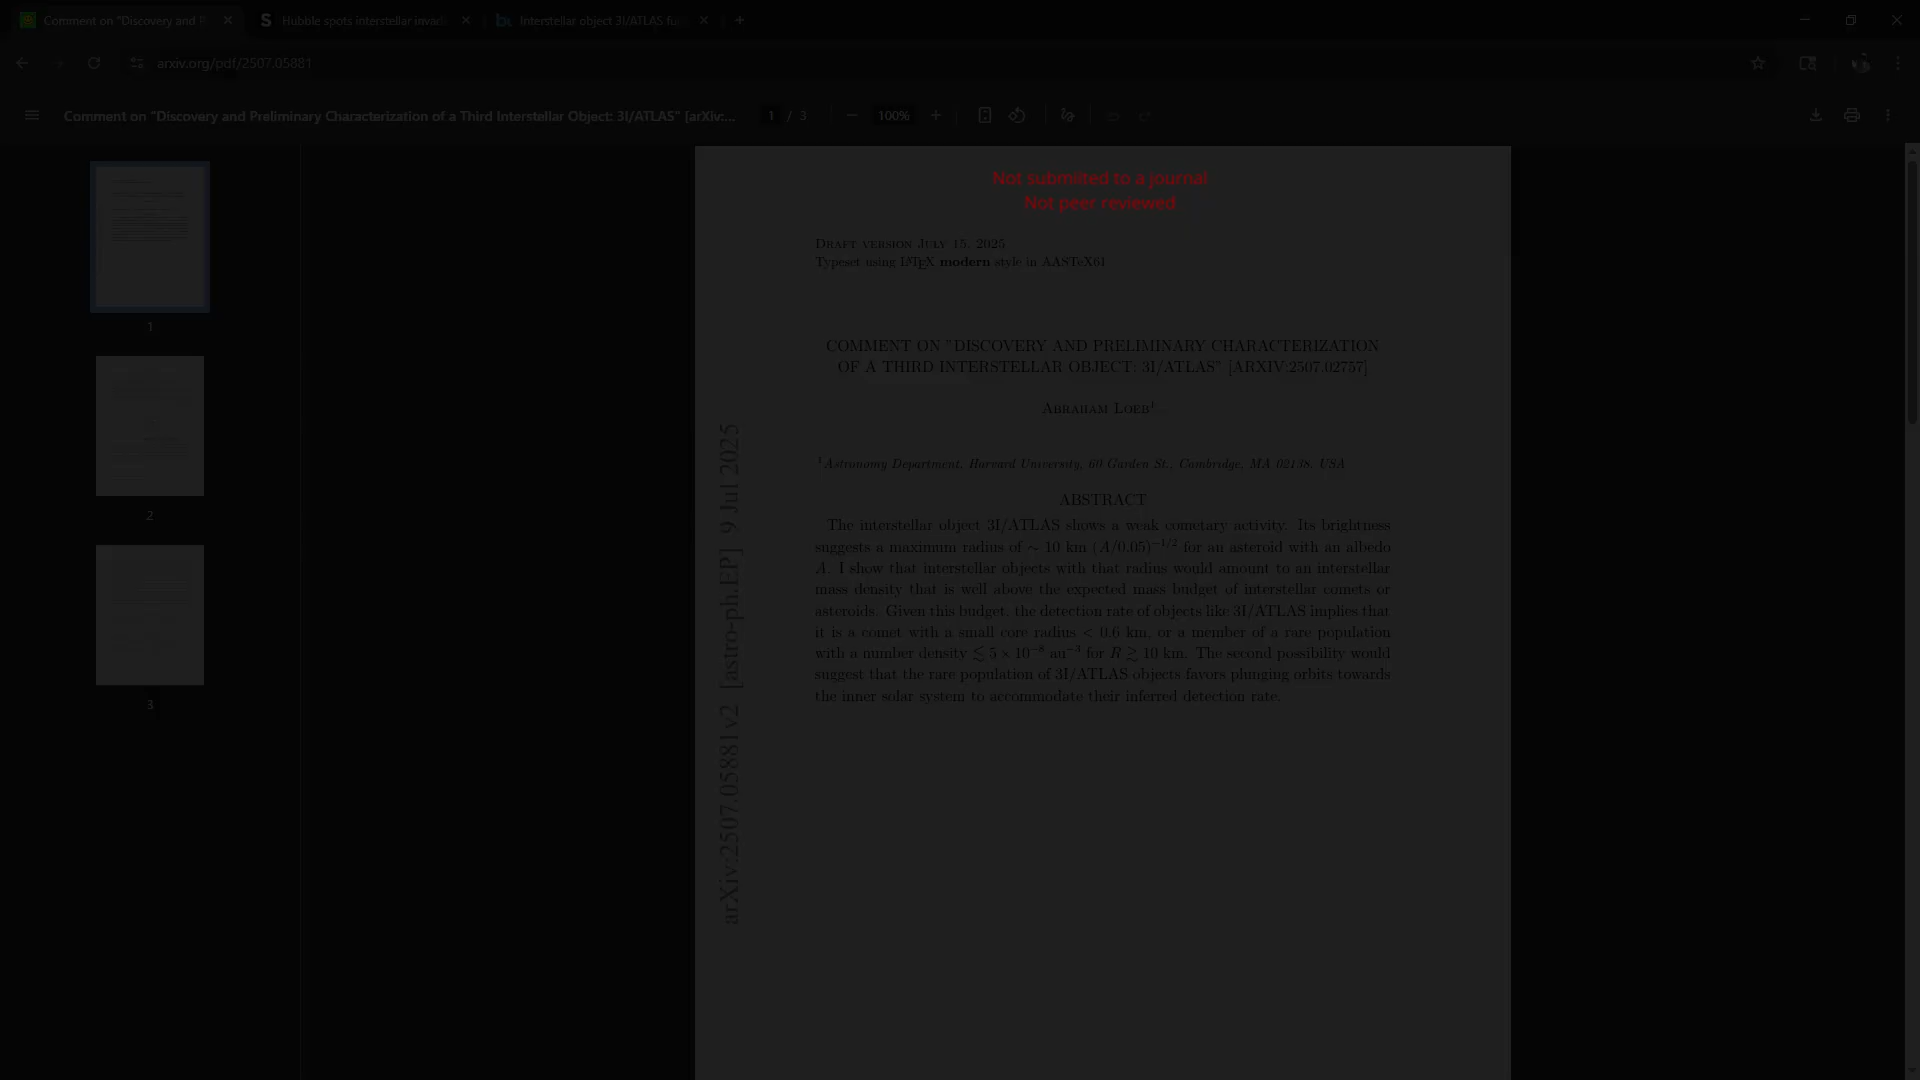 Comment on "Discovery and P
Hubble spots interstellar invade
Interstellar object 3I/ATLAS fu
arxiv.org/pdf/2507.05881
Comment on "Discovery and Preliminary Characterization of a Third Interstellar Object: 3I/ATLAS" [arXiv:...
1 / 3
100%
Not submitted to a journal
Not peer reviewed
Draft version July 15, 2025
Typeset using LATEX modern style in AASTeX61
COMMENT ON "DISCOVERY AND PRELIMINARY CHARACTERIZATION
OF A THIRD INTERSTELLAR OBJECT: 3I/ATLAS" [ARXIV:2507.02757]
Abraham Loeb¹
¹Astronomy Department, Harvard University, 60 Garden St., Cambridge, MA 02138, USA
ABSTRACT
The interstellar object 3I/ATLAS shows a weak cometary activity. Its brightness
suggests a maximum radius of ∼ 10 km (A/0.05)^−1/2 for an asteroid with an albedo
A. I show that interstellar objects with that radius would amount to an interstellar
mass density that is well above the expected mass budget of interstellar comets or
asteroids. Given this budget, the detection rate of objects like 3I/ATLAS implies that
it is a comet with a small core radius < 0.6 km, or a member of a rare population
with a number density ≲ 5 × 10⁻⁸ au⁻³ for R ≳ 10 km. The second possibility would
suggest that the rare population of 3I/ATLAS objects favors plunging orbits towards
the inner solar system to accommodate their inferred detection rate.
arXiv:2507.05881v2 [astro-ph.EP] 9 Jul 2025
1
2
3